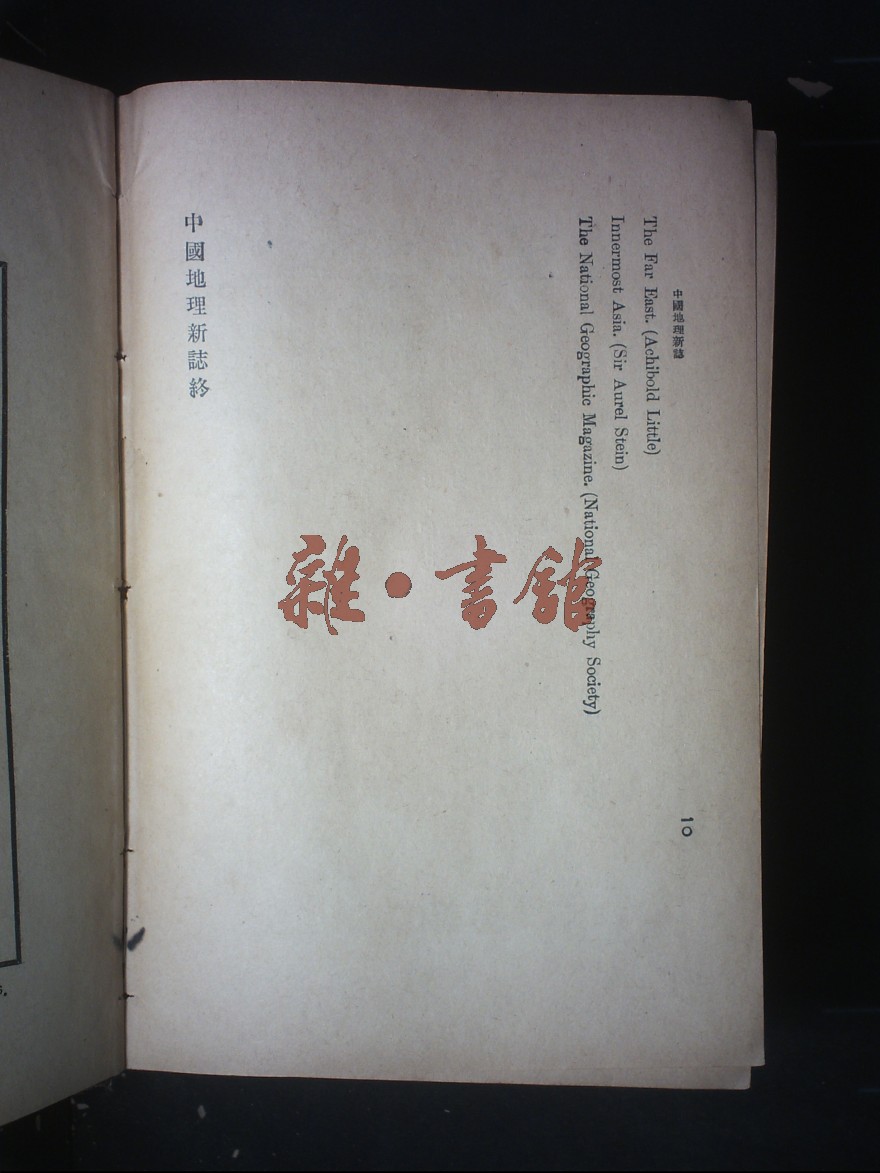 中國地理新誌
10
The Far East. (Achibold Little)
Innermost Asia. (Sir Aurel Stein)
The National Geographic Magazine. (National Geography Society)
中國地理新誌終
雜•書館